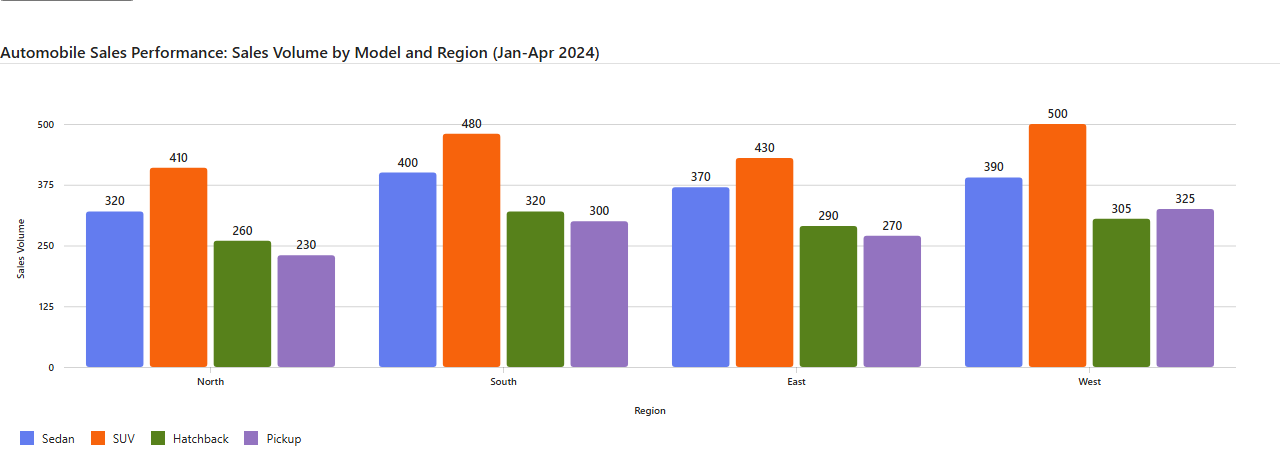 Automobile Sales Performance: Sales Volume by Model and Region (Jan-Apr 2024)
500
375
250
125
0
Sales Volume
320
410
260
230
400
480
320
300
370
430
290
270
390
500
305
325
North
South
East
West
Region
Sedan
SUV
Hatchback
Pickup